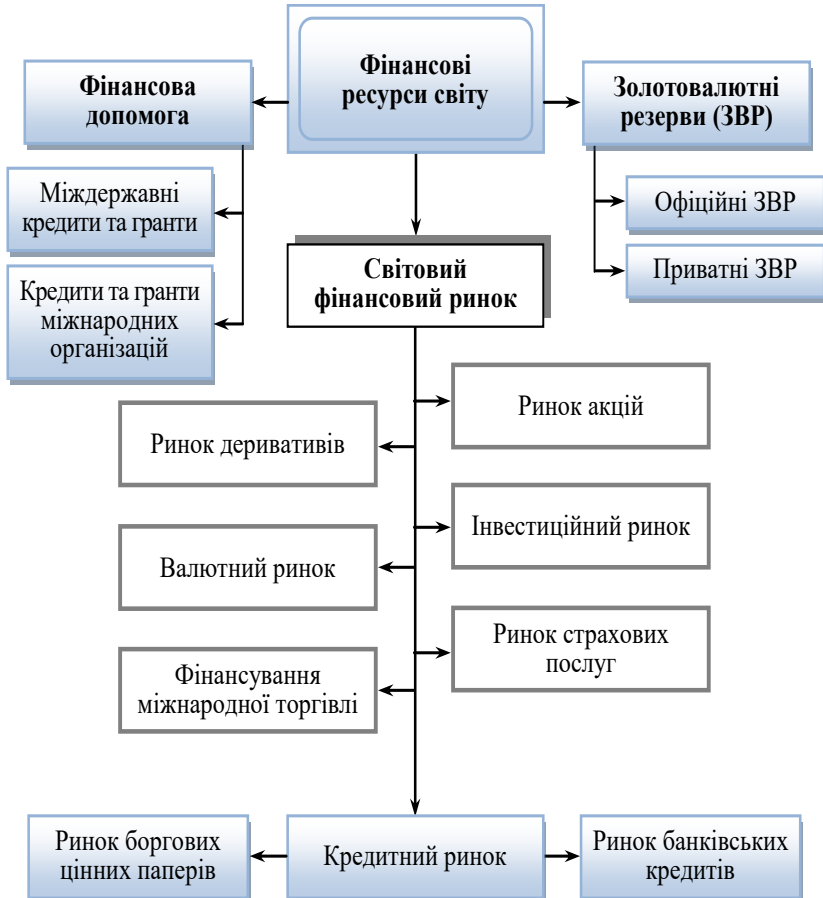 Фінансові
ресурси світу
Фінансова
допомога
Золотовалютні
резерви (ЗВР)
Міждержавні
кредити та гранти
Кредити та гранти
міжнародних
організацій
Офіційні ЗВР
Приватні ЗВР
Світовий
фінансовий ринок
Ринок акцій
Ринок деривативів
Інвестиційний ринок
Валютний ринок
Ринок страхових
послуг
Фінансування
міжнародної торгівлі
Ринок боргових
цінних паперів
Кредитний ринок
Ринок банківських
кредитів